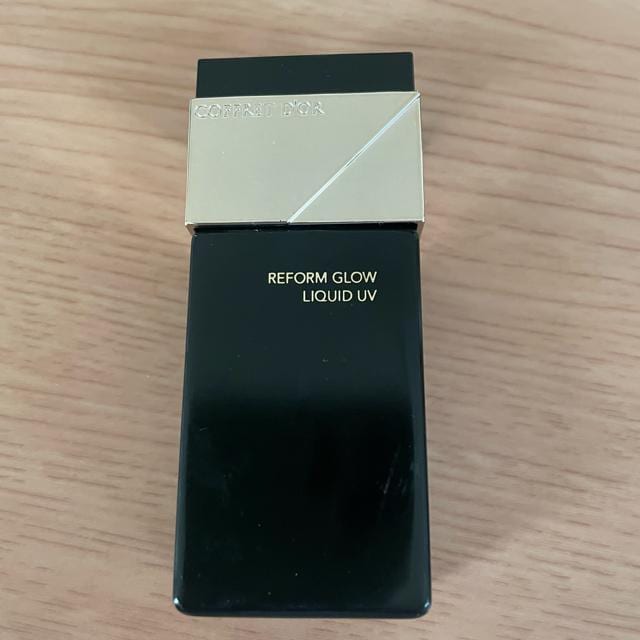 COFFRET D'OR
REFORM GLOW
LIQUID UV